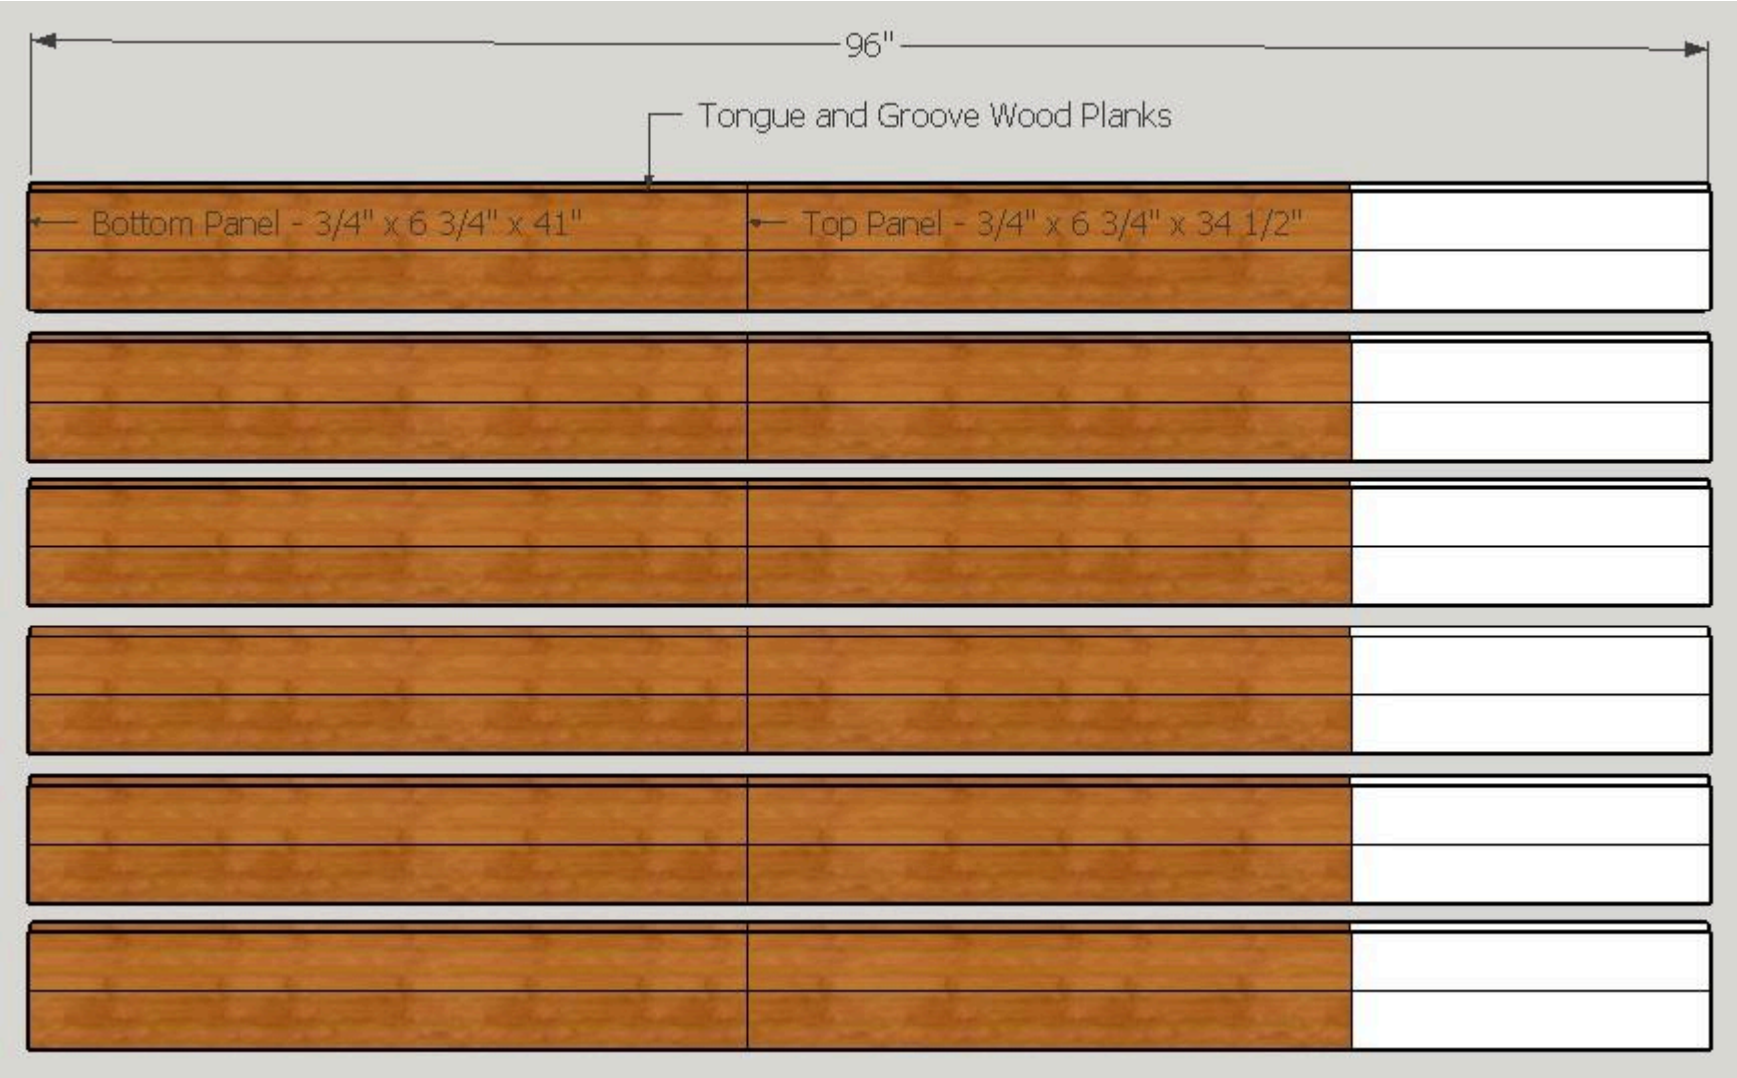 96"
Tongue and Groove Wood Planks
Bottom Panel - 3/4" x 6 3/4" x 41"
Top Panel - 3/4" x 6 3/4" x 34 1/2"